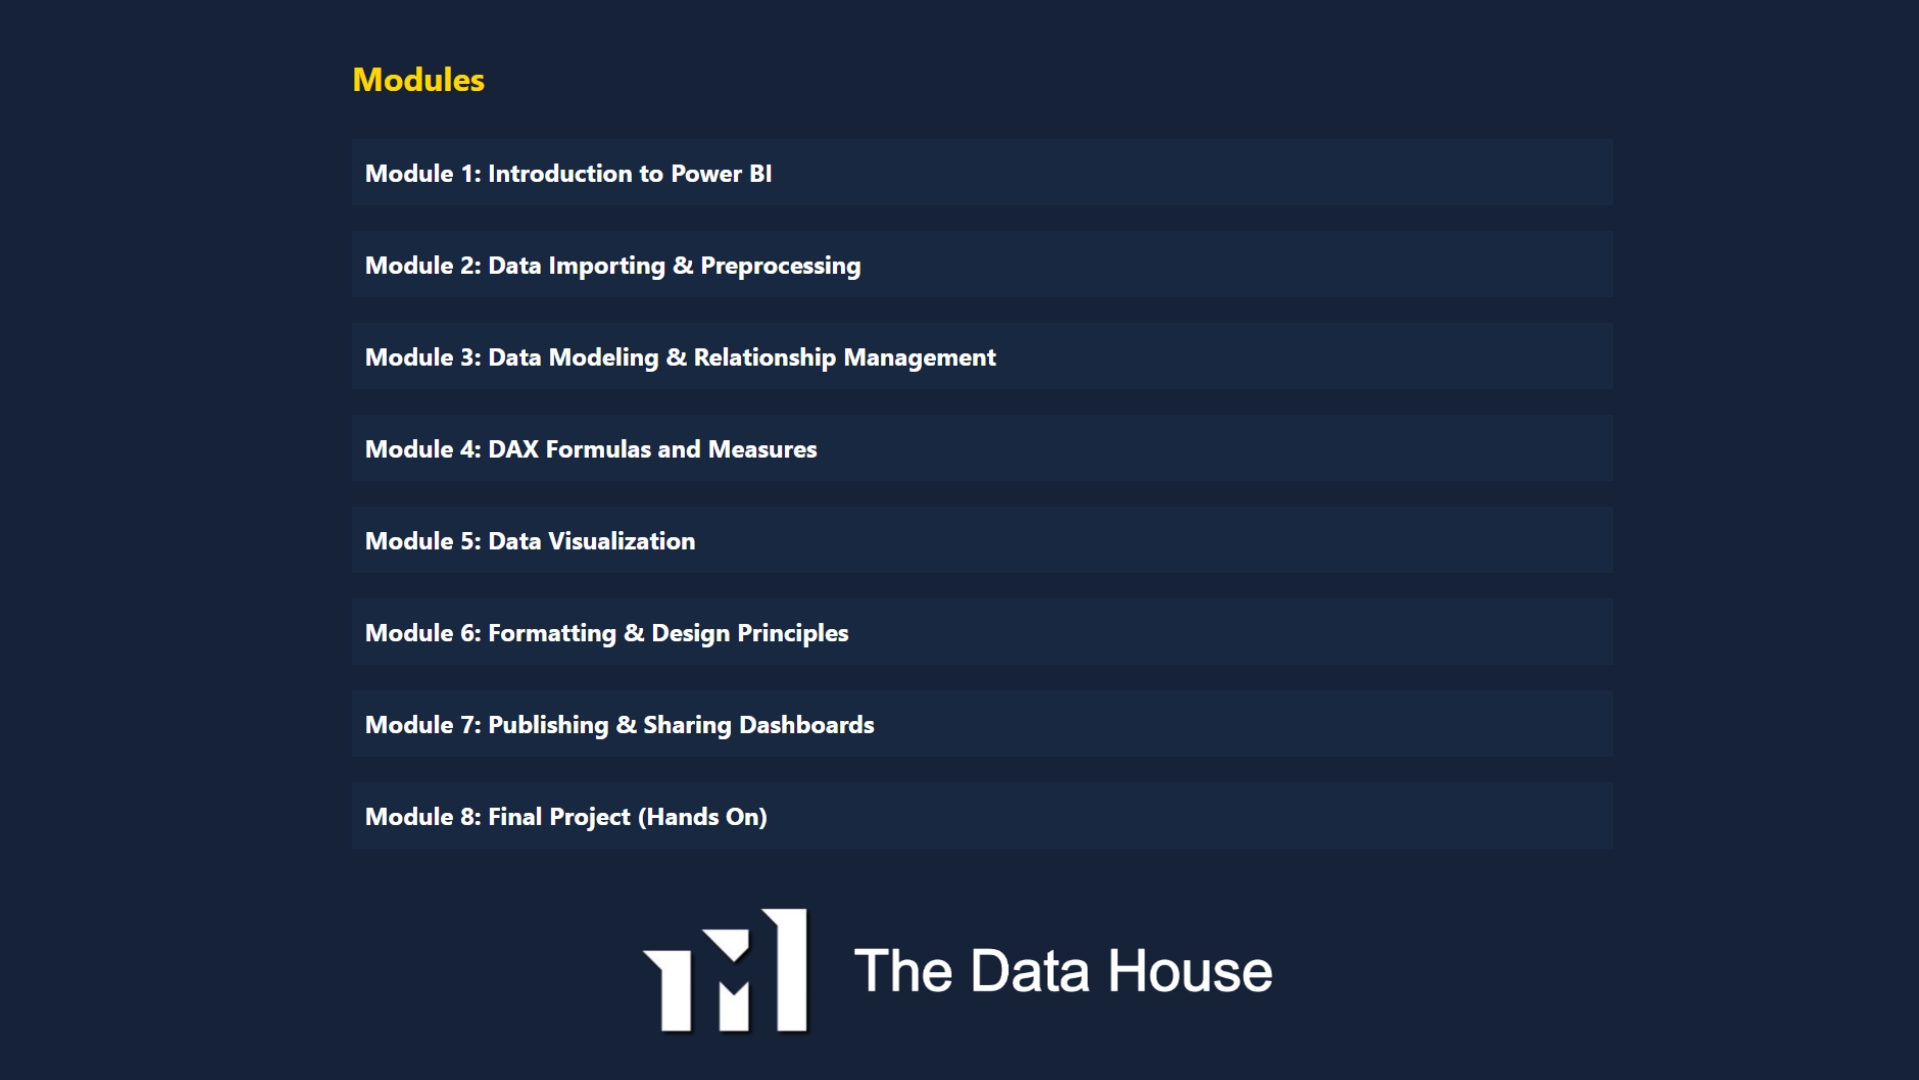 Modules
Module 1: Introduction to Power BI
Module 2: Data Importing & Preprocessing
Module 3: Data Modeling & Relationship Management
Module 4: DAX Formulas and Measures
Module 5: Data Visualization
Module 6: Formatting & Design Principles
Module 7: Publishing & Sharing Dashboards
Module 8: Final Project (Hands On)
The Data House